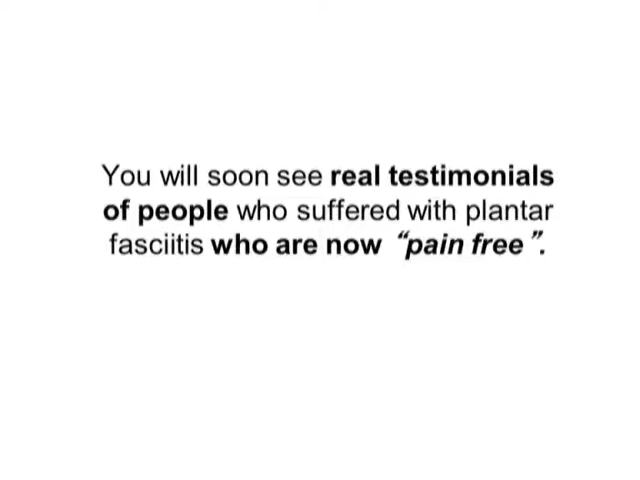 You will soon see real testimonials
of people who suffered with plantar
fasciitis who are now “pain free”.